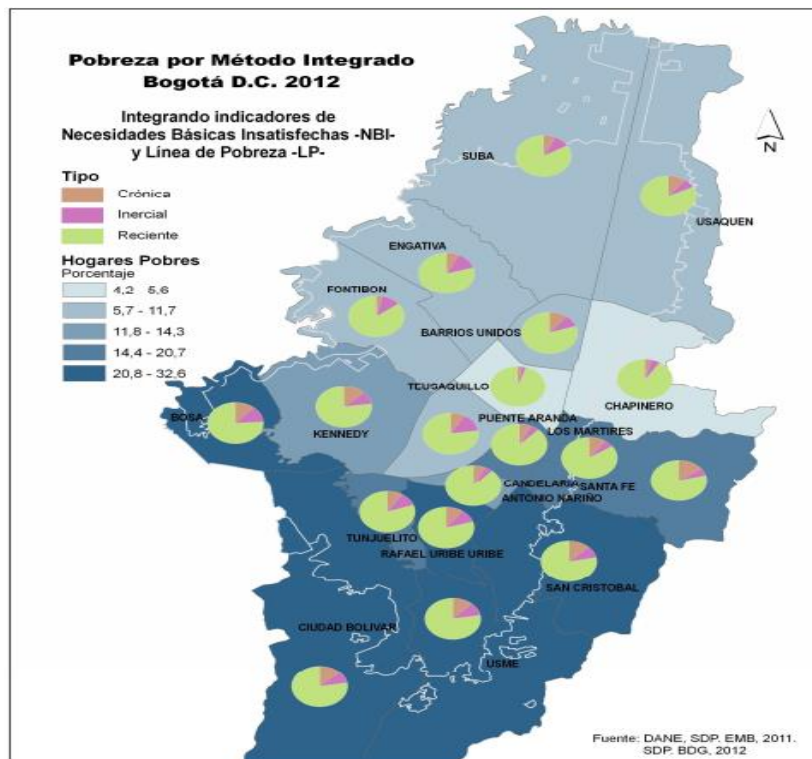 Pobreza por Método Integrado
Bogotá D.C. 2012
Integrando indicadores de
Necesidades Básicas Insatisfechas -NBI-
y Línea de Pobreza -LP-
Tipo
Crónica
Inercial
Reciente
Hogares Pobres
Porcentaje
4,2 - 5,6
5,7 - 11,7
11,8 - 14,3
14,4 - 20,7
20,8 - 32,6
N
SUBA
USAQUEN
ENGATIVA
FONTIBON
BARRIOS UNIDOS
TEUSAQUILLO
CHAPINERO
BOSA
KENNEDY
PUENTE ARANDA
LOS MARTIRES
CANDELARIA
SANTA FE
ANTONIO NARIÑO
TUNJUELITO
RAFAEL URIBE URIBE
SAN CRISTOBAL
CIUDAD BOLIVAR
USME
Fuente: DANE, SDP. EMB, 2011.
SDP. BDG, 2012